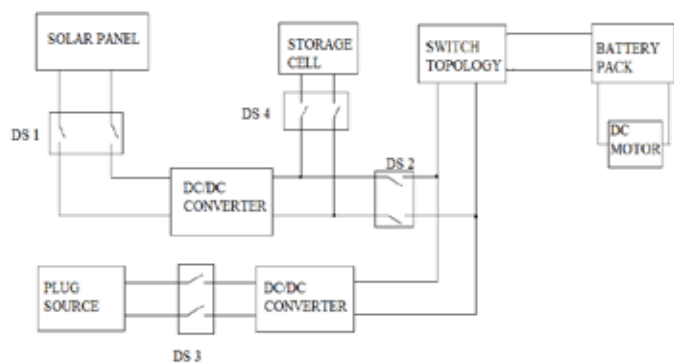 SOLAR PANEL
STORAGE
CELL
SWITCH
TOPOLOGY
BATTERY
PACK
DS 1
DS 4
DC
MOTOR
DS 2
DC/DC
CONVERTER
PLUG
SOURCE
DC/DC
CONVERTER
DS 3